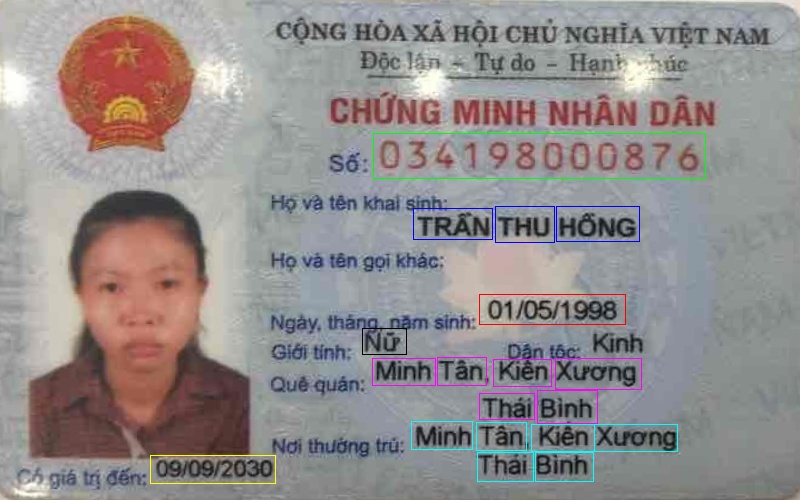 CỘNG HÒA XÃ HỘI CHỦ NGHĨA VIỆT NAM
Độc lập - Tự do - Hạnh phúc
CHỨNG MINH NHÂN DÂN
Số: 034198000876
Họ và tên khai sinh:
TRẦN THU HỒNG
Họ và tên gọi khác:
Ngày, tháng, năm sinh: 01/05/1998
Giới tính: Nữ Dân tộc: Kinh
Quê quán: Minh Tân, Kiên Xương
Thái Bình
Nơi thường trú: Minh Tân, Kiên Xương
Thái Bình
Có giá trị đến: 09/09/2030